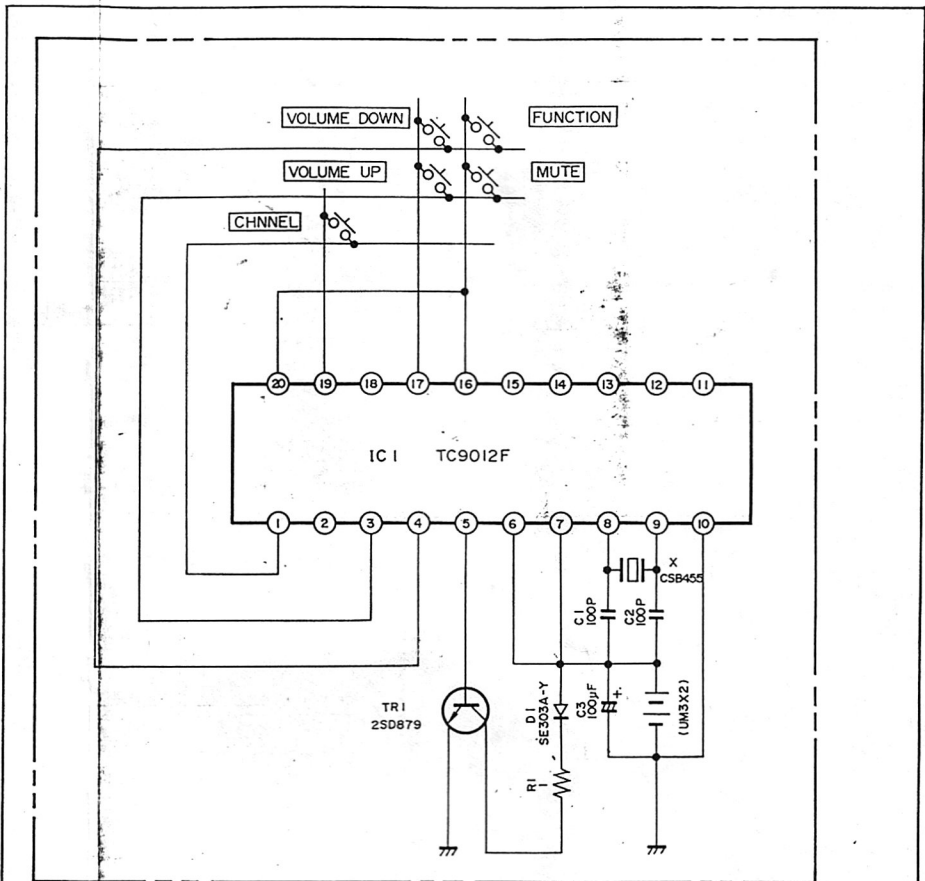 VOLUME DOWN
FUNCTION
VOLUME UP
MUTE
CHNNEL
20 19 18 17 16 15 14 13 12 11
IC 1 TC9012F
1 2 3 4 5 6 7 8 9 10
X
CSB455
C1
100P
C2
100P
TR1
2SD879
D1
SE303A-Y
C3
100μF
+
(UM3X2)
R1
1